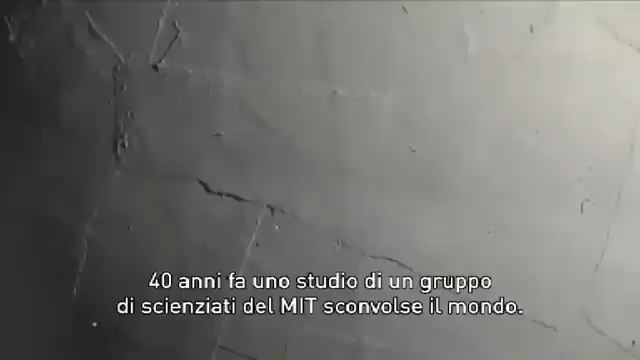 40 anni fa uno studio di un gruppo
di scienziati del MIT sconvolse il mondo.